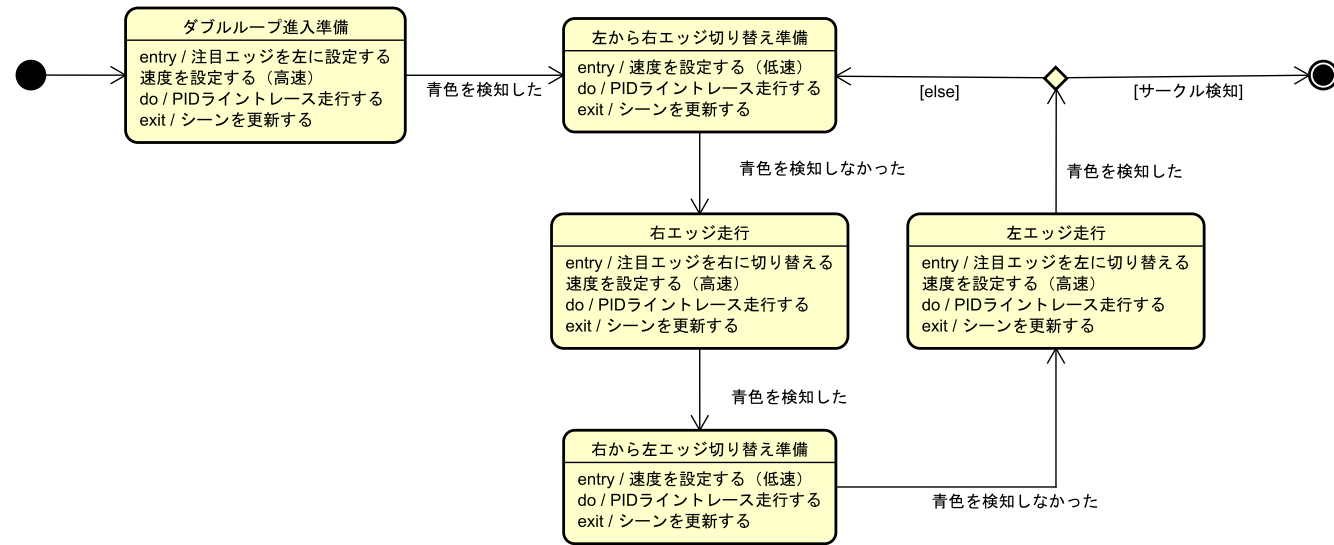 ダブルループ進入準備
entry / 注目エッジを左に設定する
速度を設定する（高速）
do / PIDライントレース走行する
exit / シーンを更新する
青色を検知した
左から右エッジ切り替え準備
entry / 速度を設定する（低速）
do / PIDライントレース走行する
exit / シーンを更新する
[else]
[サークル検知]
青色を検知しなかった
青色を検知した
右エッジ走行
entry / 注目エッジを右に切り替える
速度を設定する（高速）
do / PIDライントレース走行する
exit / シーンを更新する
左エッジ走行
entry / 注目エッジを左に切り替える
速度を設定する（高速）
do / PIDライントレース走行する
exit / シーンを更新する
青色を検知した
右から左エッジ切り替え準備
entry / 速度を設定する（低速）
do / PIDライントレース走行する
exit / シーンを更新する
青色を検知しなかった